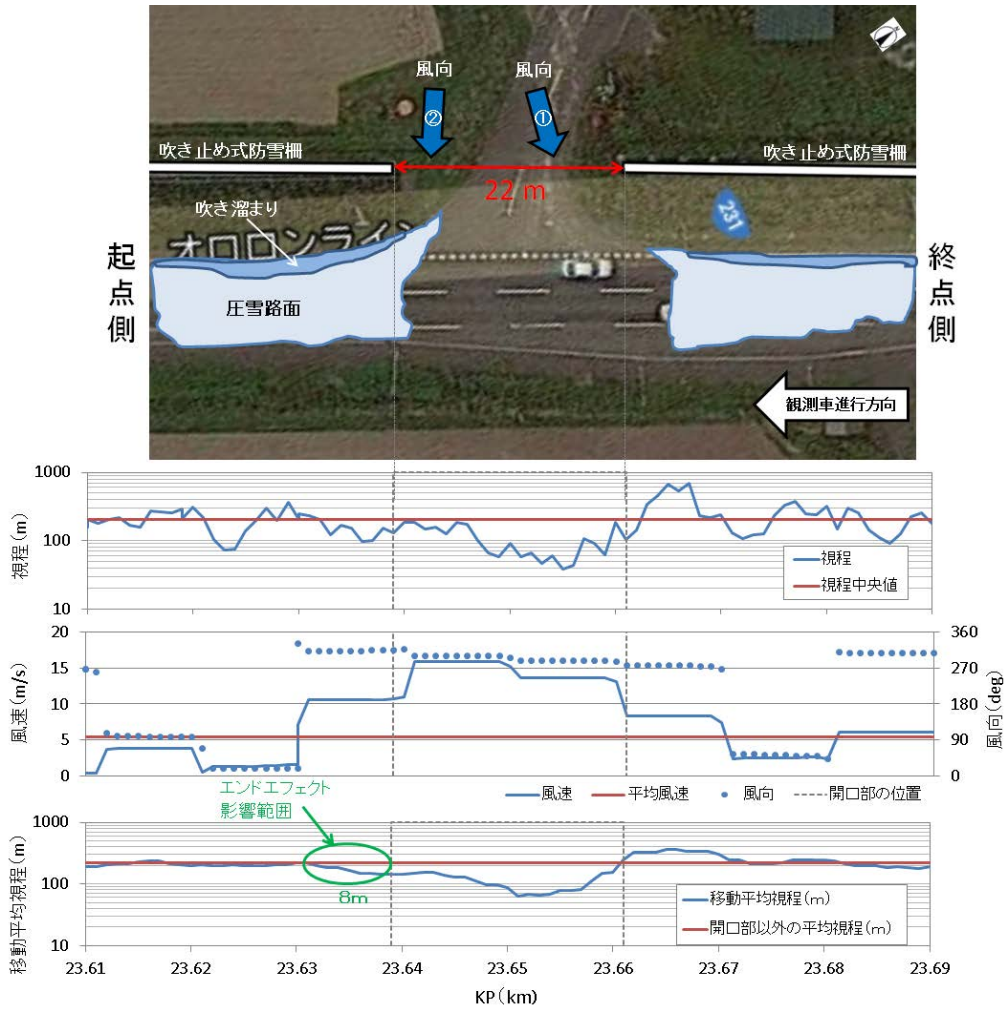 風向
風向
②
①
吹き止め式防雪柵
吹き止め式防雪柵
22 m
吹き溜まり
231
オロロンライン
起点側
終点側
圧雪路面
観測車進行方向
視程(m)
1000
100
10
視程
視程中央値
風速(m/s)
20
15
10
5
0
360
270
180
90
0
風向(deg)
エンドエフェクト
影響範囲
風速
平均風速
風向
開口部の位置
移動平均視程(m)
1000
100
10
8m
移動平均視程(m)
開口部以外の平均視程(m)
23.61 23.62 23.63 23.64 23.65 23.66 23.67 23.68 23.69
KP(km)